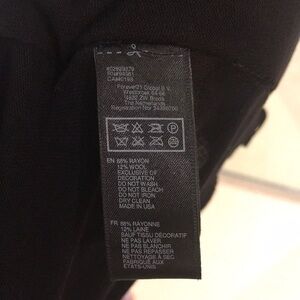 Forever21 Global B.V.
The Netherlands
EN 88% RAYON
12% WOOL
EXCLUSIVE OF
DECORATION
DO NOT WASH
DO NOT BLEACH
DO NOT IRON
DRY CLEAN
MADE IN USA
FR 88% RAYONNE
12% LAINE
SAUF TISSU DÉCORATIF
NE PAS LAVER
NE PAS BLANCHIR
NE PAS REPASSER
NETTOYAGE À SEC
FABRIQUÉ AUX
ÉTATS-UNIS